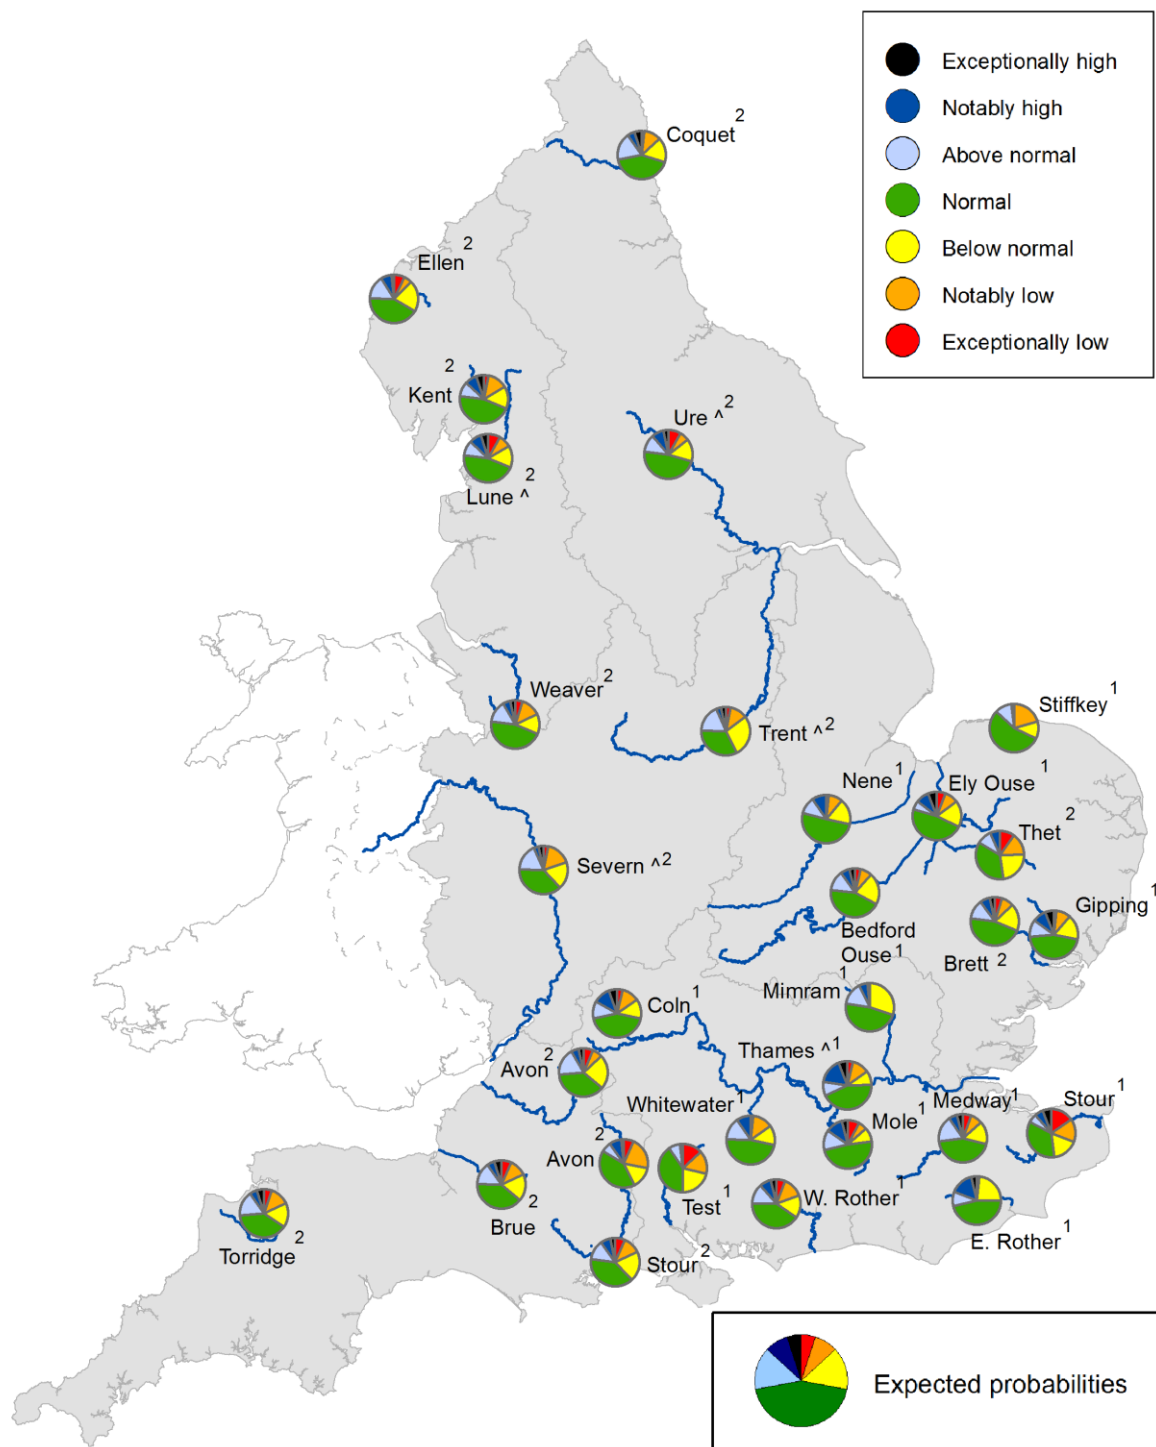 Exceptionally high
Notably high
Above normal
Normal
Below normal
Notably low
Exceptionally low
Coquet 2
Ellen 2
Kent 2
Lune ^ 2
Ure ^ 2
Weaver 2
Trent ^ 2
Stiffkey 1
Nene 1
Ely Ouse 1
Thet 2
Severn ^ 2
Bedford
Ouse 1
Brett 2
Gipping 1
Mimram 1
Coln 1
Avon 2
Thames ^ 1
Whitewater 1
Mole 1
Medway 1
Stour 1
Avon 2
Test 1
W. Rother 1
E. Rother 1
Brue 2
Torridge 2
Stour 2
Expected probabilities